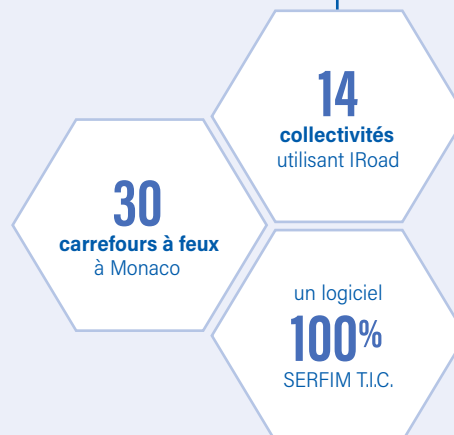 14
collectivités
utilisant IRoad
30
carrefours à feux
à Monaco
un logiciel
100%
SERFIM T.I.C.